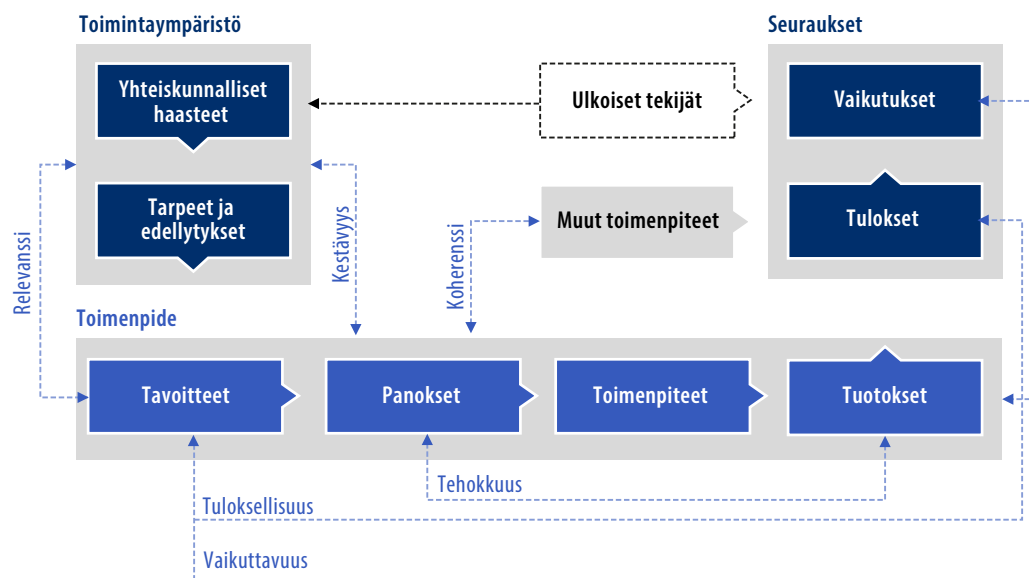 Toimintaympäristö
Seuraukset
Yhteiskunnalliset
haasteet
Ulkoiset tekijät
Vaikutukset
Tarpeet ja
edellytykset
Muut toimenpiteet
Tulokset
Relevanssi
Kestävyys
Koherenssi
Toimenpide
Tavoitteet
Panokset
Toimenpiteet
Tuotokset
Tehokkuus
Tuloksellisuus
Vaikuttavuus